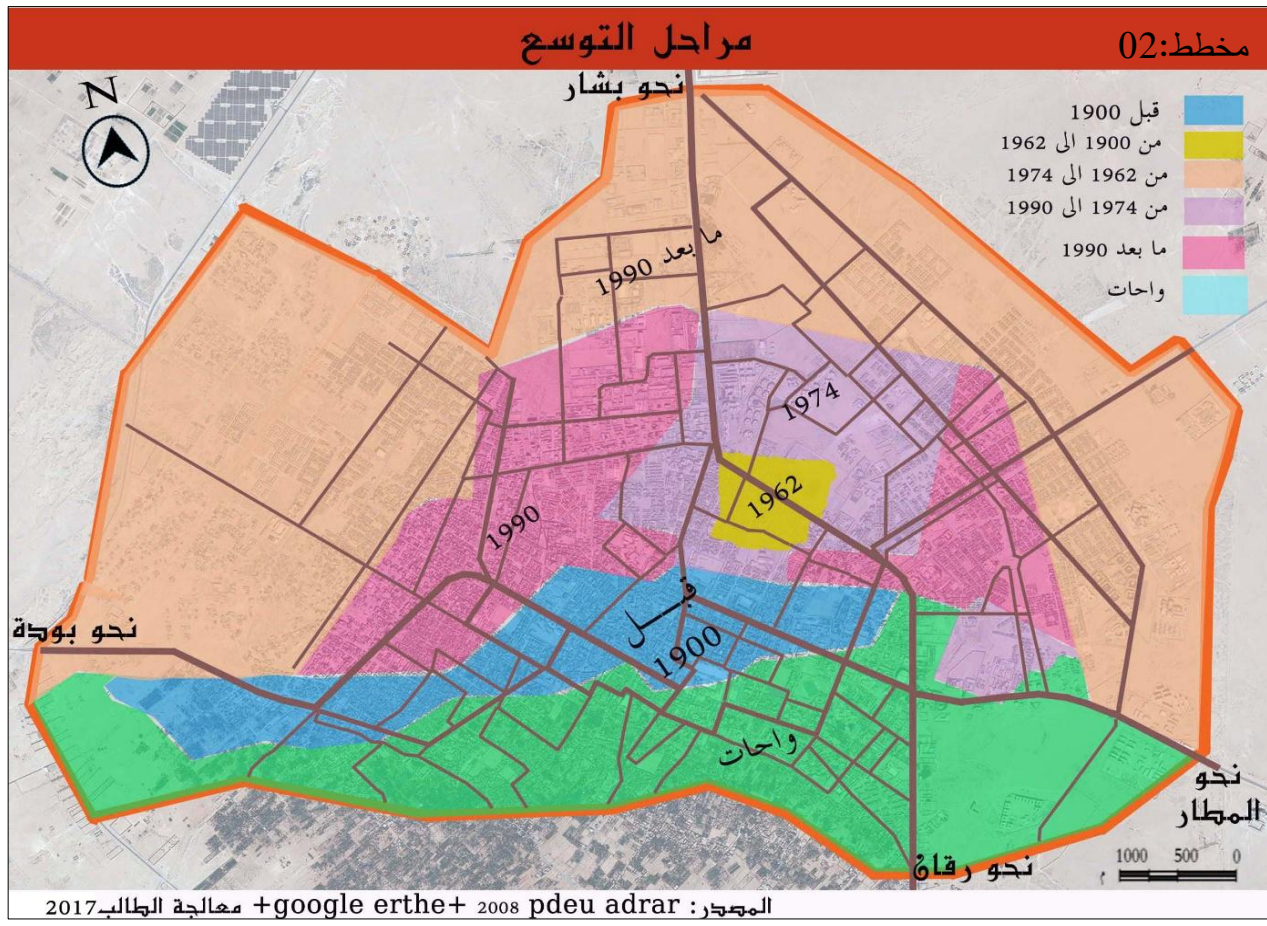 مخطط:02
مراحل التوسع
نحو بشار
N
قبل 1900
من 1900 الى 1962
من 1962 الى 1974
من 1974 الى 1990
ما بعد 1990
واحات
ما بعد 1990
1974
1962
1990
قبل
1900
نحو بودة
واحات
نحو
المطار
نحو رقان
1000 500 0
م
المصدر: google erthe+ 2008 pdeu adrar+ معالجة الطالب2017